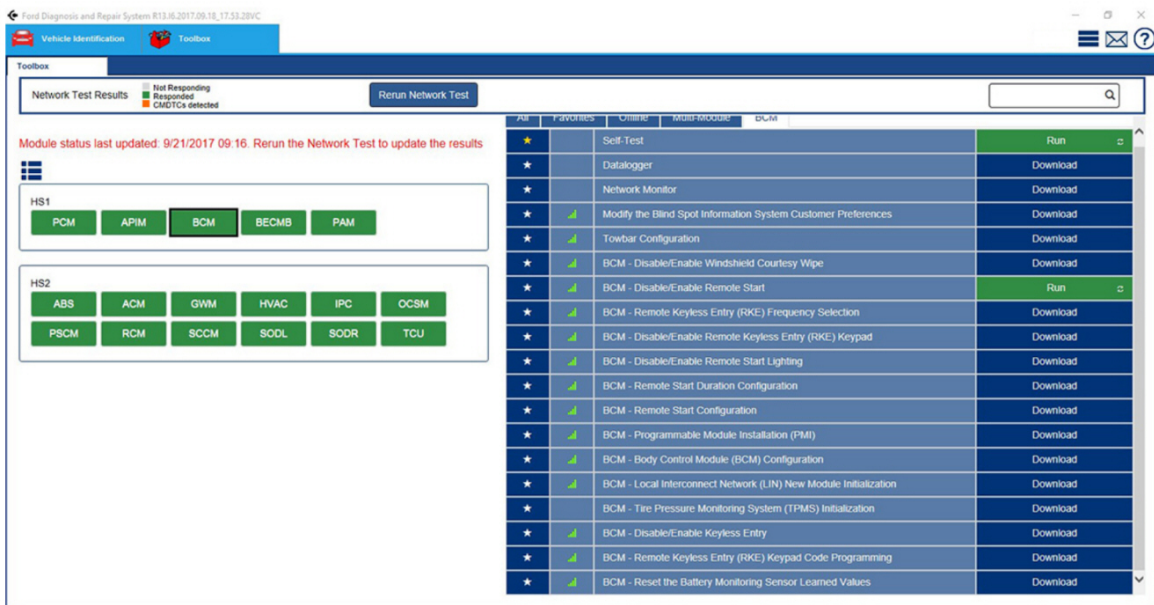 Ford Diagnosis and Repair System R13.I6.2017.09.18_17.53.28VC
Vehicle Identification
Toolbox
Toolbox
Network Test Results
Not Responding
Responded
CMDTCs detected
Rerun Network Test
Module status last updated: 9/21/2017 09:16. Rerun the Network Test to update the results
HS1
PCM APIM BCM BECMB PAM
HS2
ABS ACM GWM HVAC IPC OCSM
PSCM RCM SCCM SODL SODR TCU
All Favorites Offline Multi-Module BCM
Self-Test Run
Datalogger Download
Network Monitor Download
Modify the Blind Spot Information System Customer Preferences Download
Towbar Configuration Download
BCM - Disable/Enable Windshield Courtesy Wipe Download
BCM - Disable/Enable Remote Start Run
BCM - Remote Keyless Entry (RKE) Frequency Selection Download
BCM - Disable/Enable Remote Keyless Entry (RKE) Keypad Download
BCM - Disable/Enable Remote Start Lighting Download
BCM - Remote Start Duration Configuration Download
BCM - Remote Start Configuration Download
BCM - Programmable Module Installation (PMI) Download
BCM - Body Control Module (BCM) Configuration Download
BCM - Local Interconnect Network (LIN) New Module Initialization Download
BCM - Tire Pressure Monitoring System (TPMS) Initialization Download
BCM - Disable/Enable Keyless Entry Download
BCM - Remote Keyless Entry (RKE) Keypad Code Programming Download
BCM - Reset the Battery Monitoring Sensor Learned Values Download